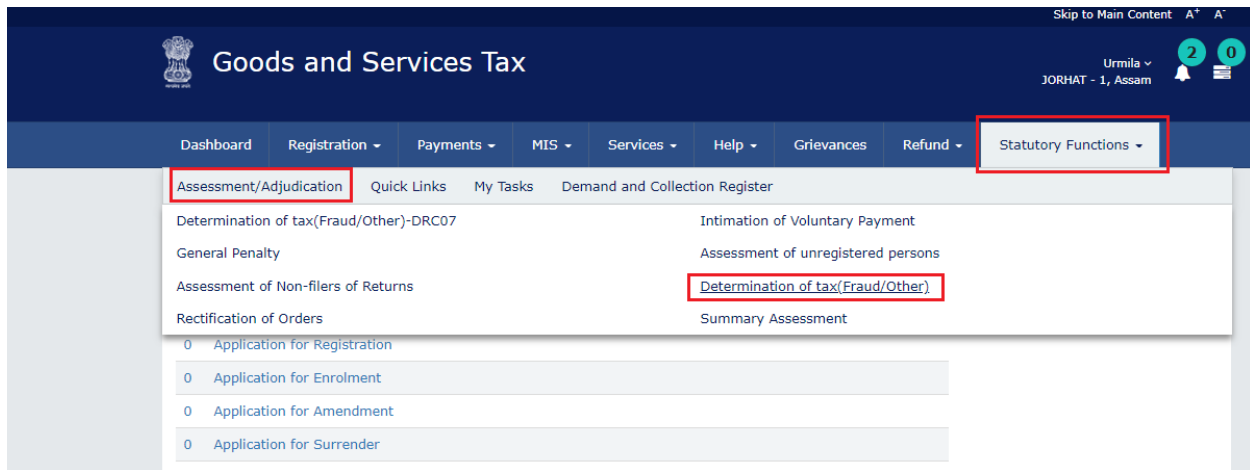 Skip to Main Content A+ A-
Goods and Services Tax
2 0
Urmila
JORHAT - 1, Assam
Dashboard Registration Payments MIS Services Help Grievances Refund Statutory Functions
Assessment/Adjudication Quick Links My Tasks Demand and Collection Register
Determination of tax(Fraud/Other)-DRC07 Intimation of Voluntary Payment
General Penalty Assessment of unregistered persons
Assessment of Non-filers of Returns Determination of tax(Fraud/Other)
Rectification of Orders Summary Assessment
0 Application for Registration
0 Application for Enrolment
0 Application for Amendment
0 Application for Surrender